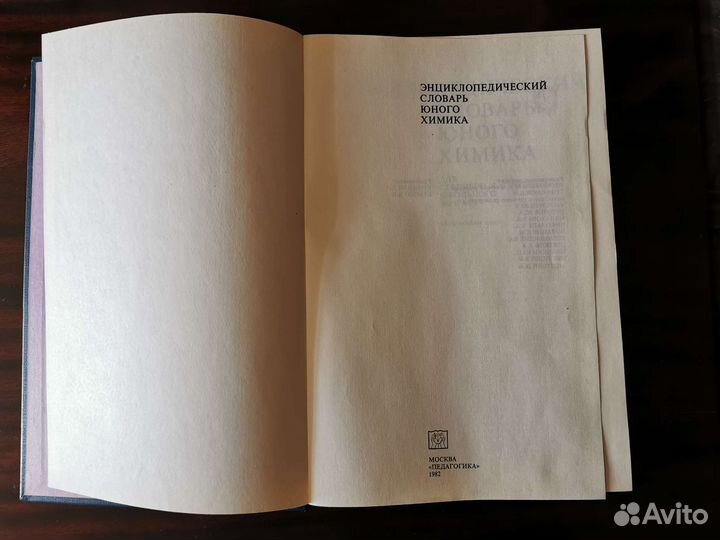 ЭНЦИКЛОПЕДИЧЕСКИЙ
СЛОВАРЬ
ЮНОГО
ХИМИКА
МОСКВА
«ПЕДАГОГИКА»
1982
Avito